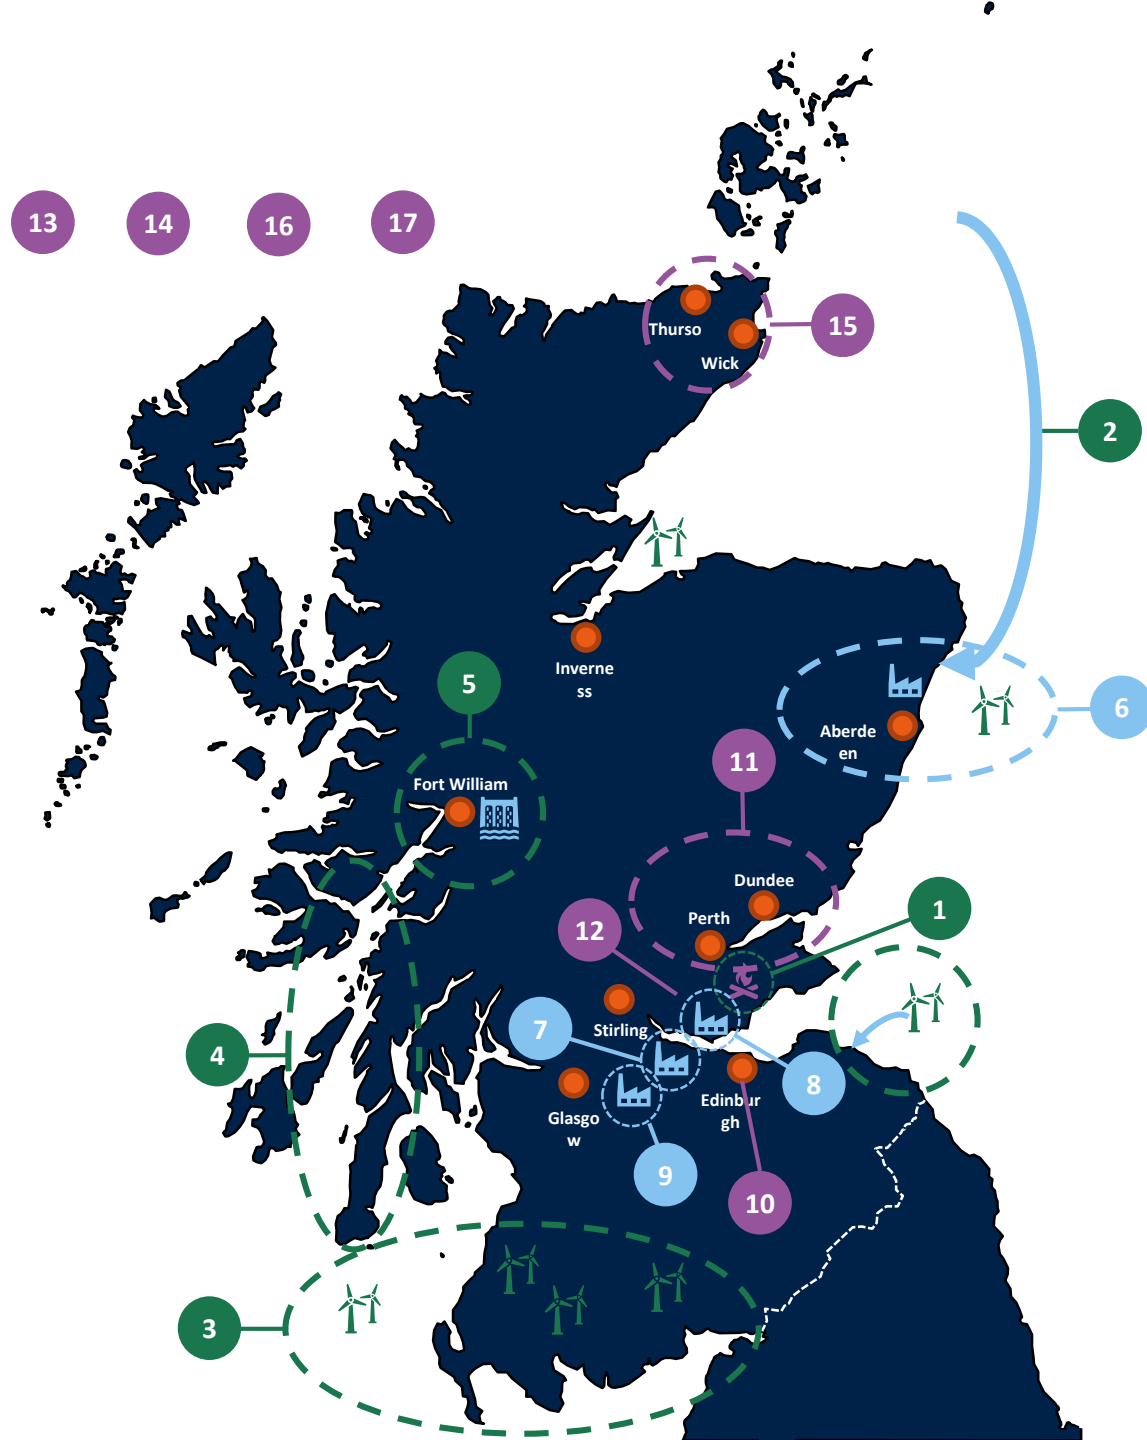 13
14
16
17
Thurso
15
Wick
2
Inverne
ss
5
6
Aberde
en
11
Fort William
Dundee
1
Perth
12
Stirling
7
4
8
Edinbur
gh
Glasgo
w
9
10
3